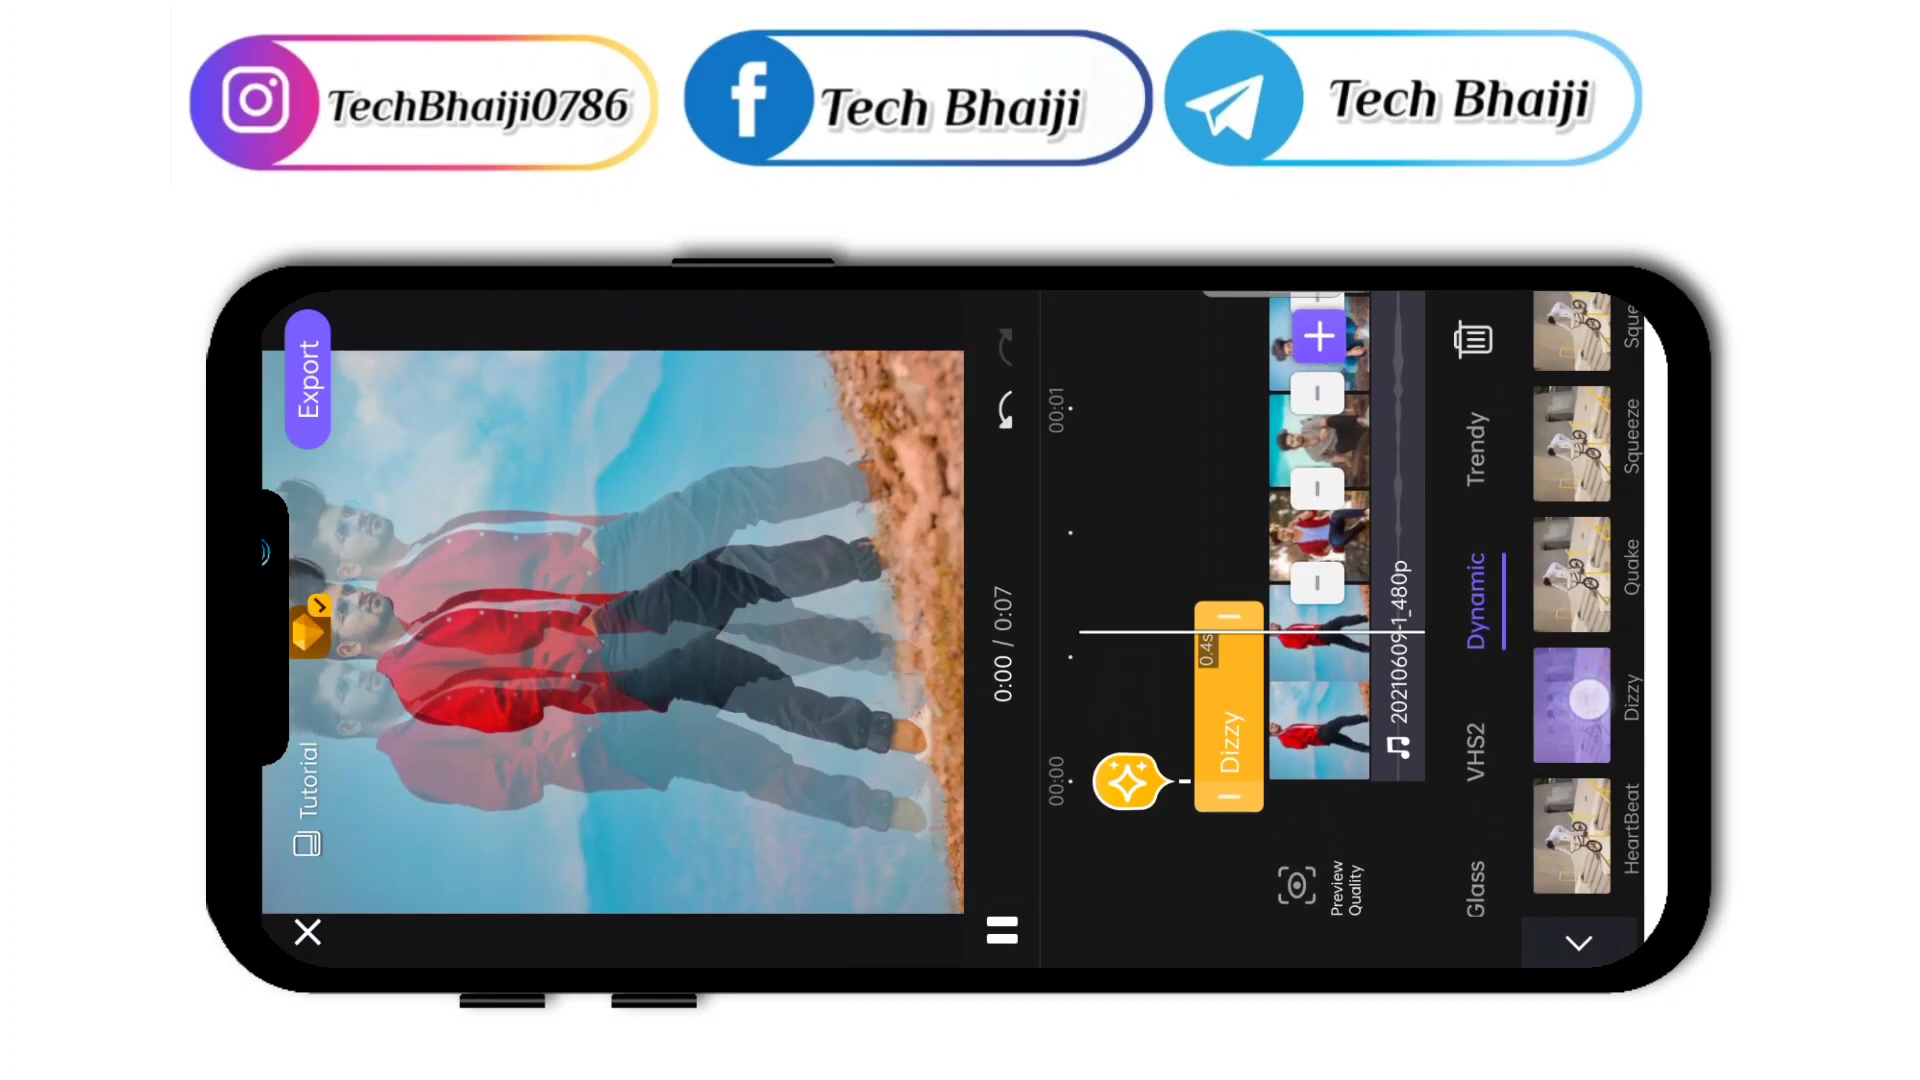 TechBhaiji0786
Tech Bhaiji
Tech Bhaiji
Export
Tutorial
0:00 / 0:07
00:00
00:01
0.4s
Dizzy
20210609-1_480p
Preview
Quality
Glass
VHS2
Dynamic
Trendy
HeartBeat
Dizzy
Quake
Squeeze
Sque